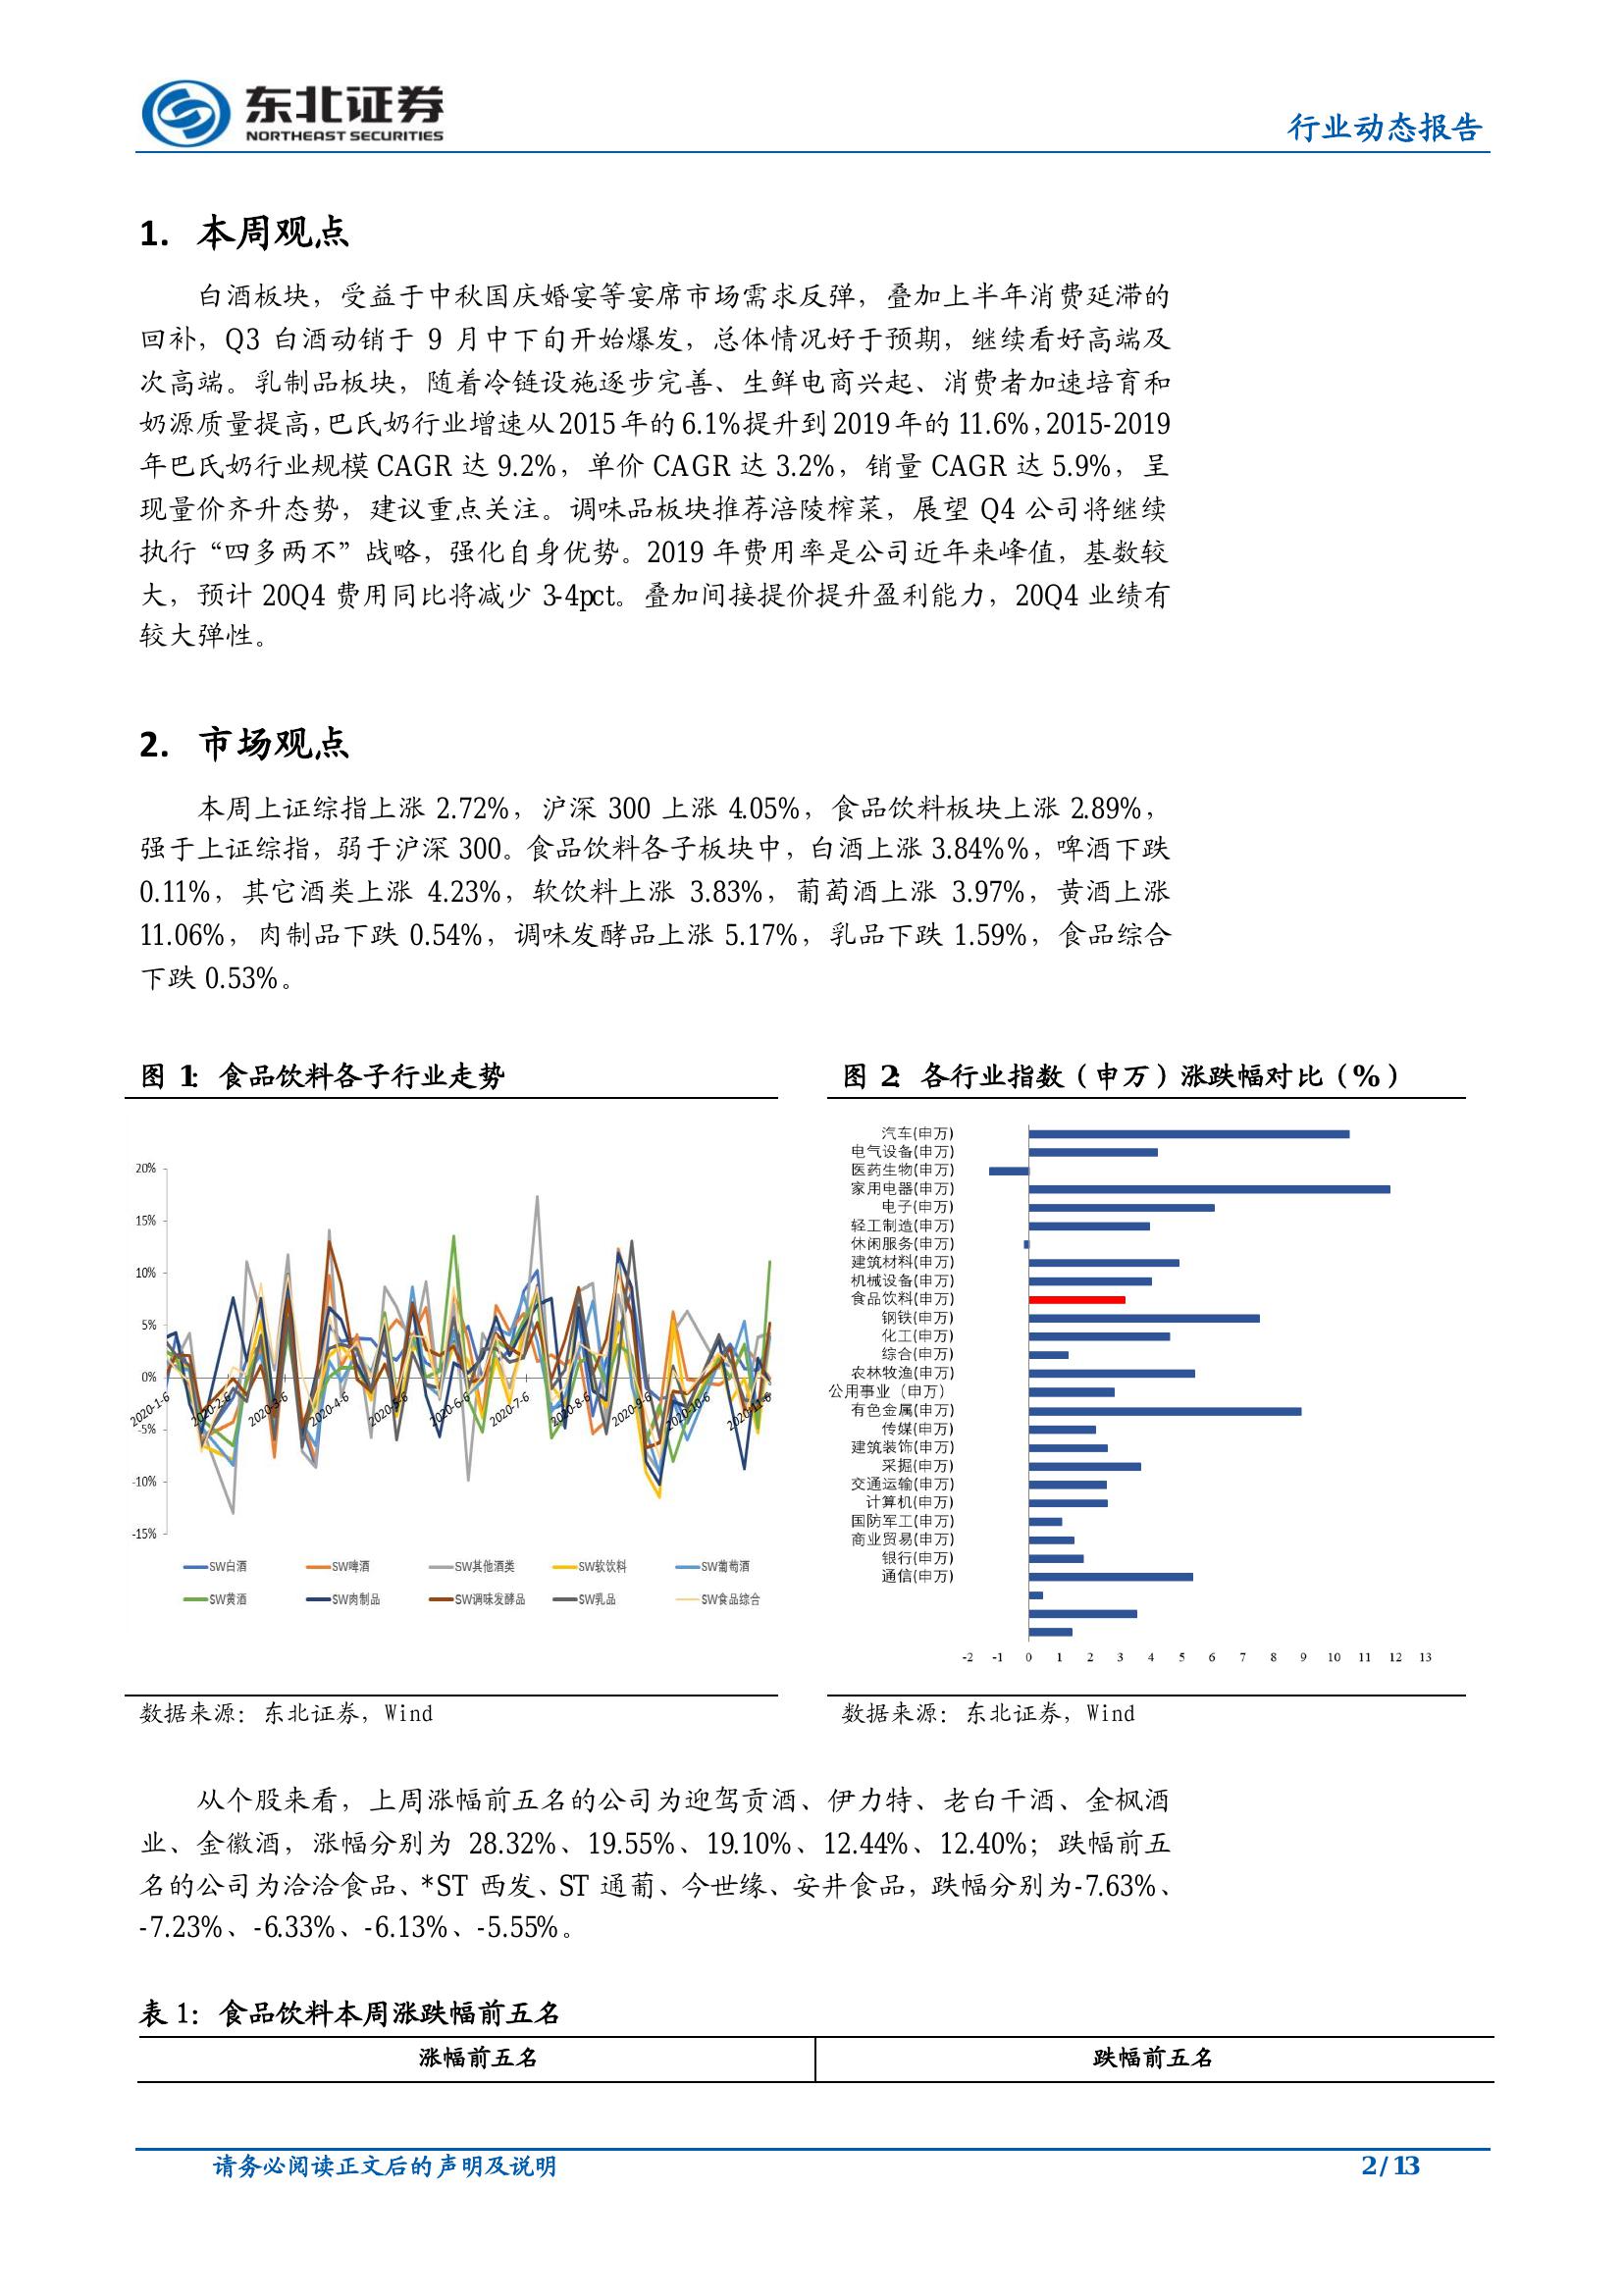 东北证券
NORTHEAST SECURITIES
行业动态报告
1. 本周观点
白酒板块，受益于中秋国庆婚宴等宴席市场需求反弹，叠加上半年消费延滞的
回补，Q3 白酒动销于 9 月中下旬开始爆发，总体情况好于预期，继续看好高端及
次高端。乳制品板块，随着冷链设施逐步完善、生鲜电商兴起、消费者加速培育和
奶源质量提高，巴氏奶行业增速从 2015 年的 6.1%提升到 2019 年的 11.6%，2015-2019
年巴氏奶行业规模 CAGR 达 9.2%，单价 CAGR 达 3.2%，销量 CAGR 达 5.9%，呈
现量价齐升态势，建议重点关注。调味品板块推荐涪陵榨菜，展望 Q4 公司将继续
执行“四多两不”战略，强化自身优势。2019 年费用率是公司近年来峰值，基数较
大，预计 20Q4 费用同比将减少 3-4pct。叠加间接提价提升盈利能力，20Q4 业绩有
较大弹性。
2. 市场观点
本周上证综指上涨 2.72%，沪深 300 上涨 4.05%，食品饮料板块上涨 2.89%，
强于上证综指，弱于沪深 300。食品饮料各子板块中，白酒上涨 3.84%%，啤酒下跌
0.11%，其它酒类上涨 4.23%，软饮料上涨 3.83%，葡萄酒上涨 3.97%，黄酒上涨
11.06%，肉制品下跌 0.54%，调味发酵品上涨 5.17%，乳品下跌 1.59%，食品综合
下跌 0.53%。
图 1：食品饮料各子行业走势
20%
15%
10%
5%
0%
-5%
-10%
-15%
2020-1-6
2020-2-6
2020-3-6
2020-4-6
2020-5-6
2020-6-6
2020-7-6
2020-8-6
2020-9-6
2020-10-6
2020-11-6
SW白酒 SW啤酒 SW其他酒类 SW软饮料 SW葡萄酒
SW黄酒 SW肉制品 SW调味发酵品 SW乳品 SW食品综合
数据来源：东北证券，Wind
图 2：各行业指数（申万）涨跌幅对比（%）
汽车(申万)
电气设备(申万)
医药生物(申万)
家用电器(申万)
电子(申万)
轻工制造(申万)
休闲服务(申万)
建筑材料(申万)
机械设备(申万)
食品饮料(申万)
钢铁(申万)
化工(申万)
综合(申万)
农林牧渔(申万)
公用事业（申万）
有色金属(申万)
传媒(申万)
建筑装饰(申万)
采掘(申万)
交通运输(申万)
计算机(申万)
国防军工(申万)
商业贸易(申万)
银行(申万)
通信(申万)
-2 -1 0 1 2 3 4 5 6 7 8 9 10 11 12 13
数据来源：东北证券，Wind
从个股来看，上周涨幅前五名的公司为迎驾贡酒、伊力特、老白干酒、金枫酒
业、金徽酒，涨幅分别为 28.32%、19.55%、19.10%、12.44%、12.40%；跌幅前五
名的公司为洽洽食品、*ST 西发、ST 通葡、今世缘、安井食品，跌幅分别为-7.63%、
-7.23%、-6.33%、-6.13%、-5.55%。
表 1：食品饮料本周涨跌幅前五名
涨幅前五名 跌幅前五名
请务必阅读正文后的声明及说明 2 / 13